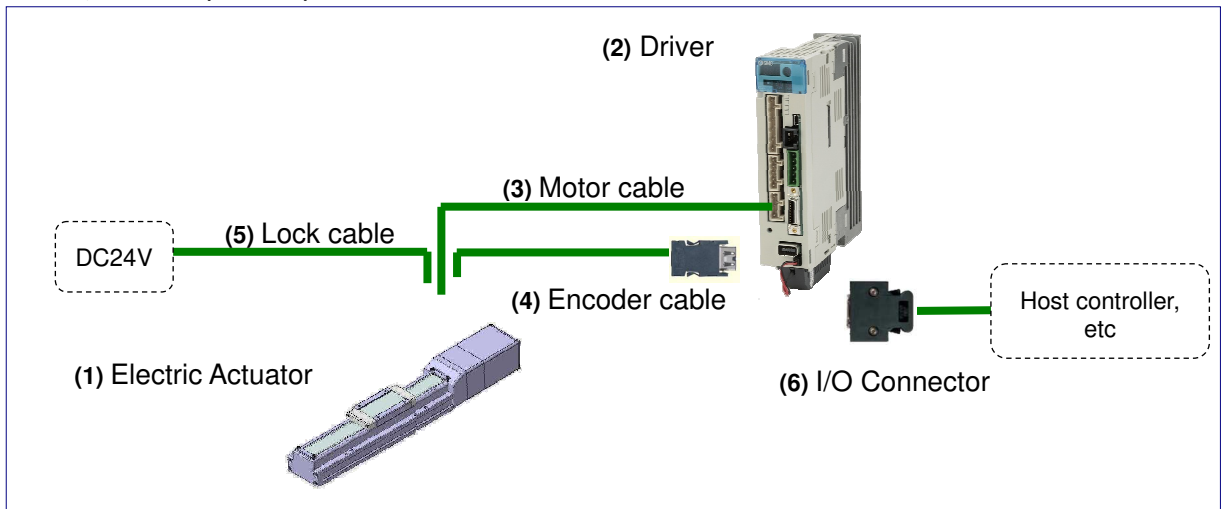 (2) Driver
(3) Motor cable
(5) Lock cable
DC24V
(4) Encoder cable
Host controller,
etc
(1) Electric Actuator
(6) I/O Connector